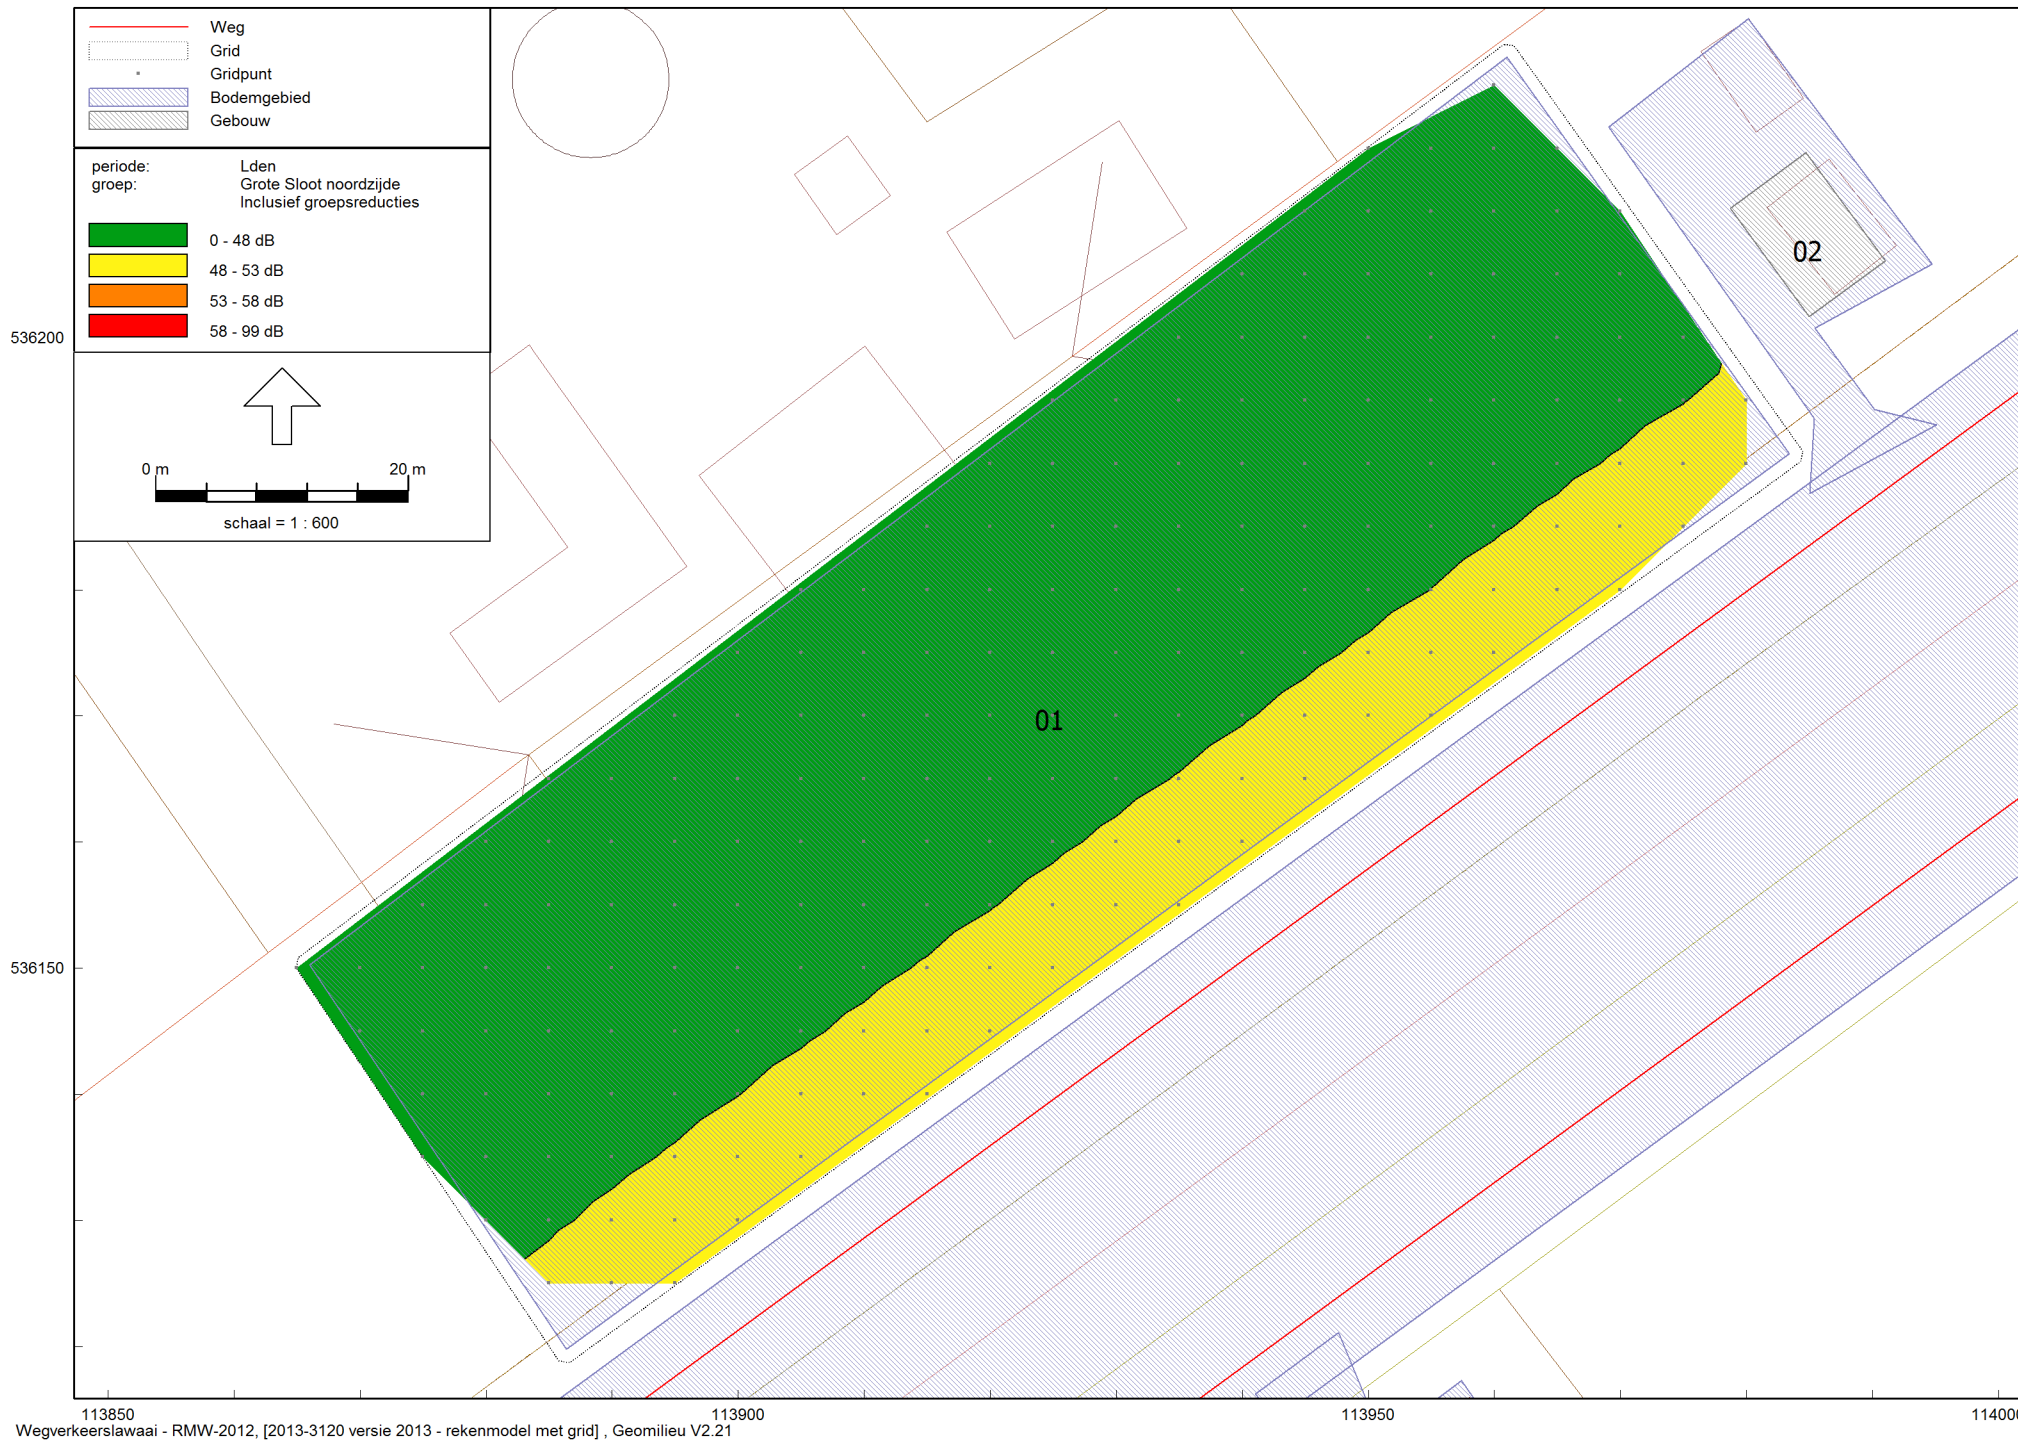 Weg
Grid
Gridpunt
Bodemgebied
Gebouw
periode: Lden
groep: Grote Sloot noordzijde
Inclusief groepsreducties
0 - 48 dB
48 - 53 dB
53 - 58 dB
58 - 99 dB
0 m 20 m
schaal = 1 : 600
02
01
536200
536150
113850 113900 113950 114000
Wegverkeerslawaai - RMW-2012, [2013-3120 versie 2013 - rekenmodel met grid] , Geomilieu V2.21